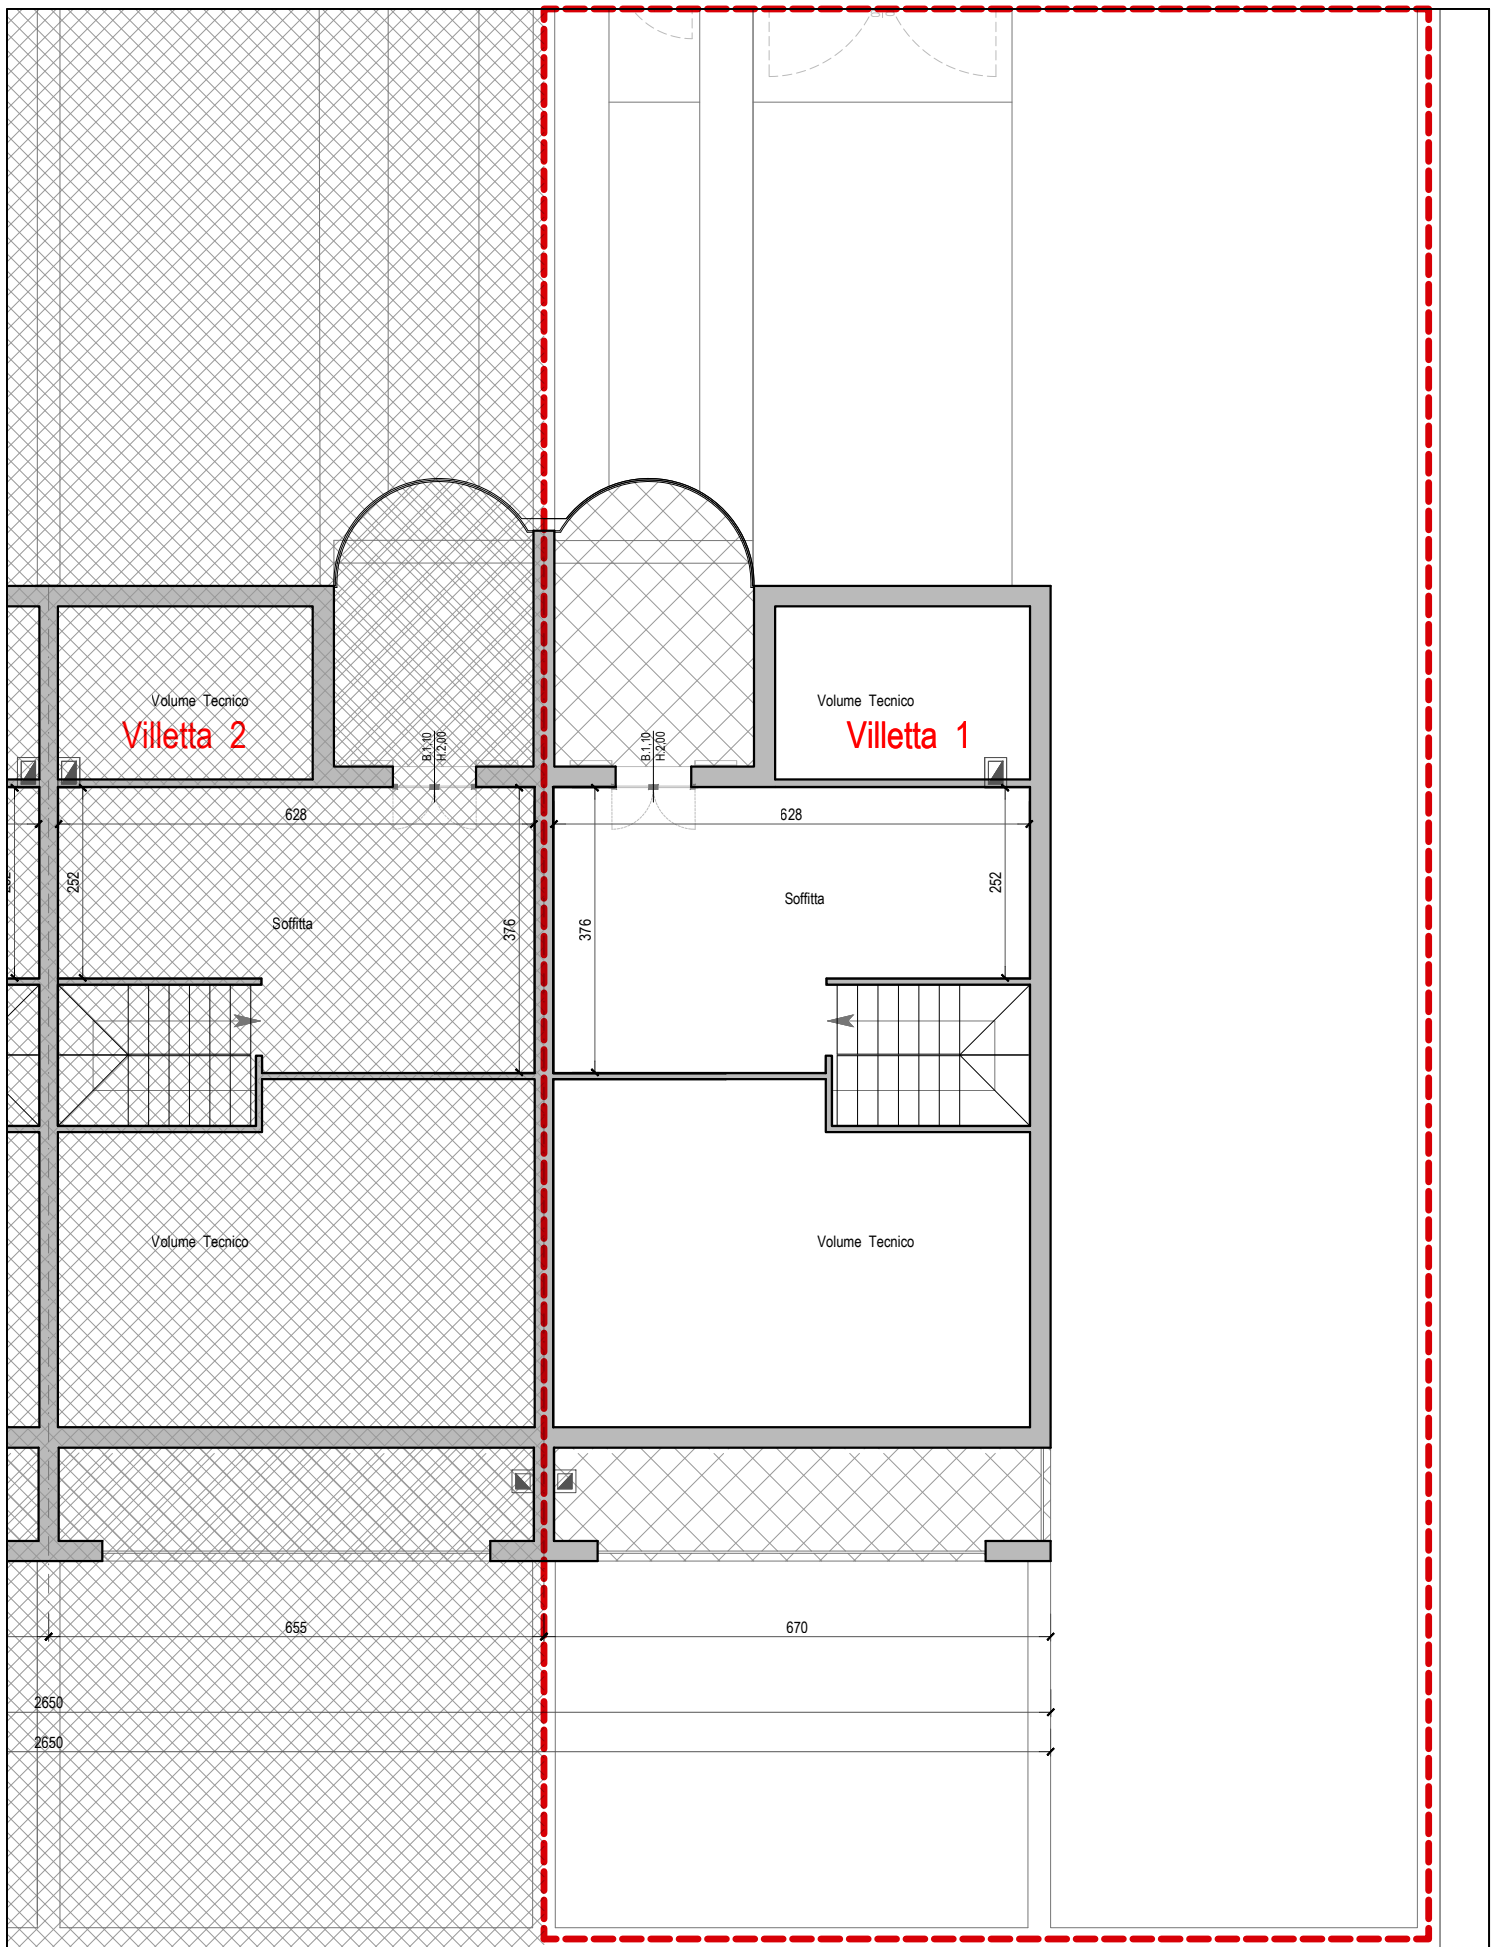 Volume Tecnico
Villetta 2
Volume Tecnico
Villetta 1
B.1,10
H.2,00
B.1,10
H.2,00
628
628
252
252
376
376
Soffitta
Soffitta
Volume Tecnico
Volume Tecnico
655
670
2650
2650